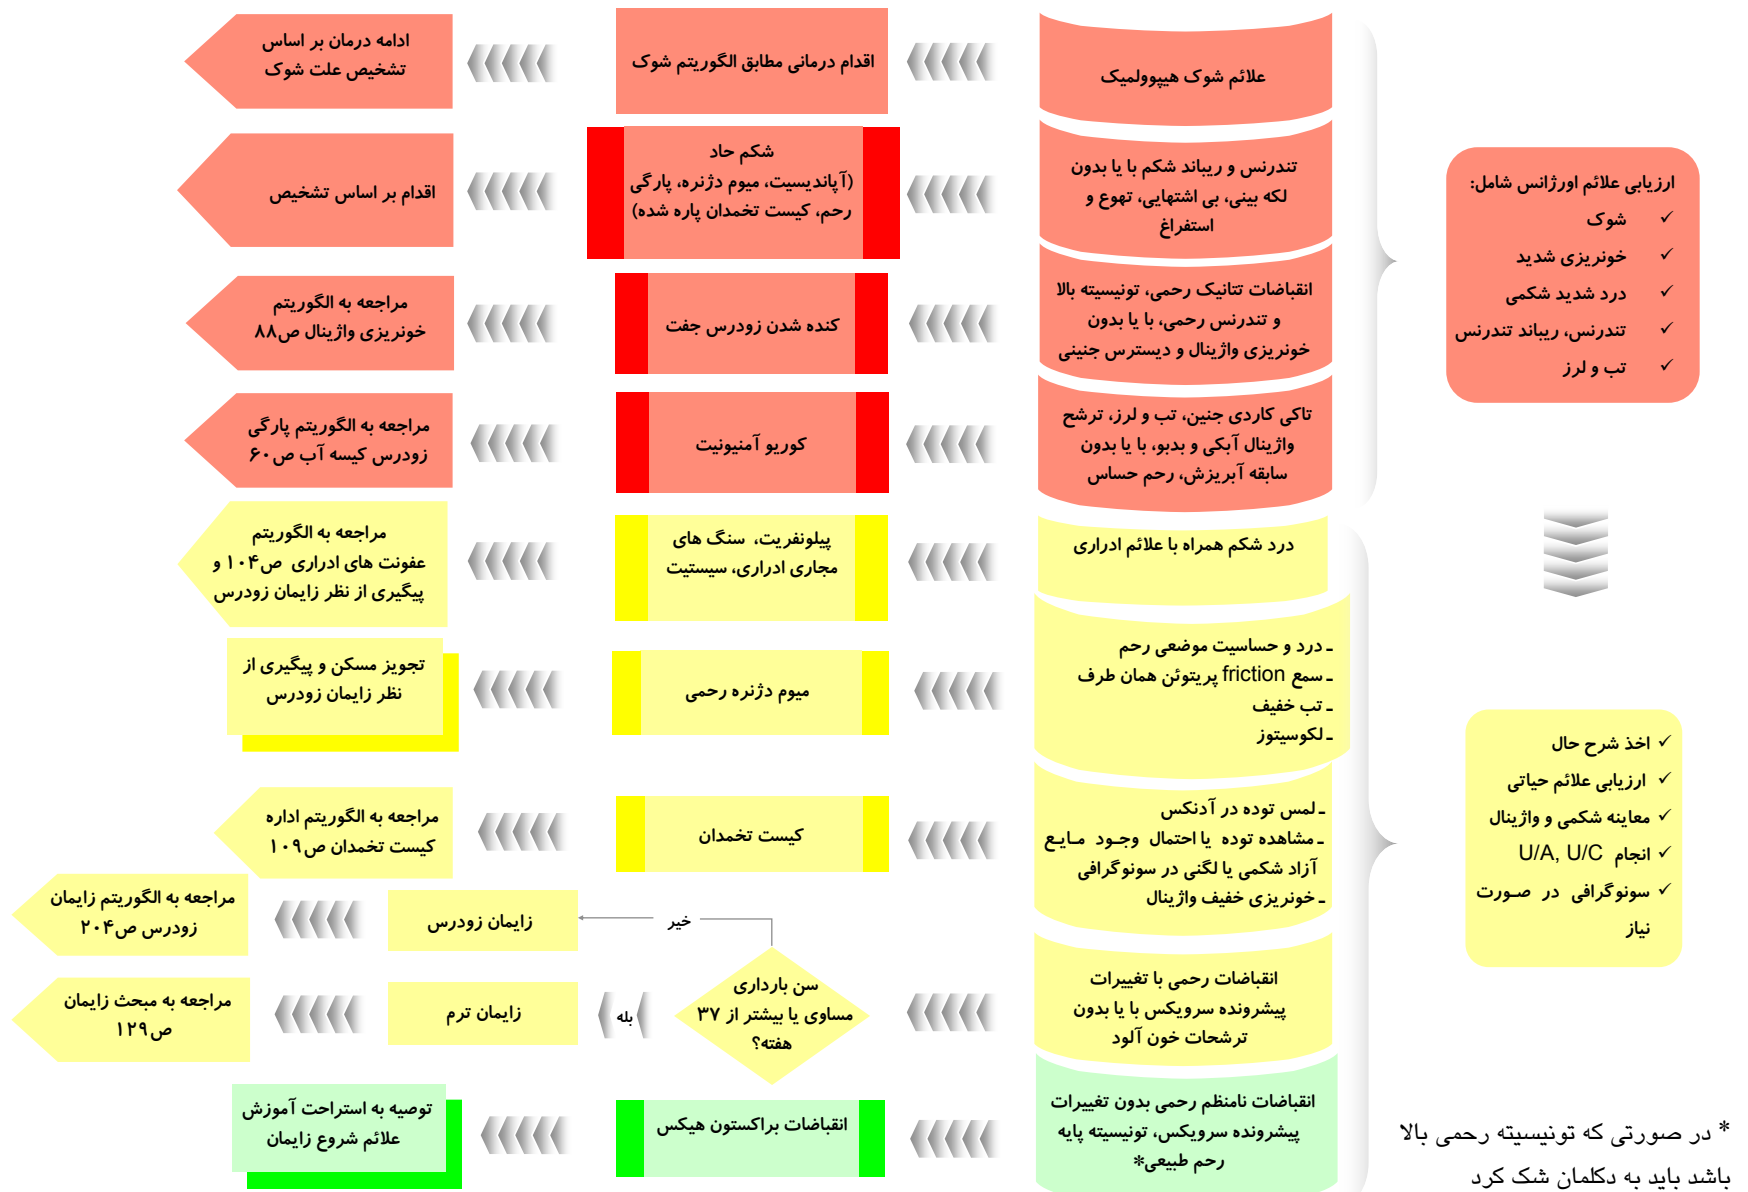 ارزیابی علائم اورژانس شامل:
✓ شوک
✓ خونریزی شدید
✓ درد شدید شکمی
✓ تندرنس، ریباند تندرنس
✓ تب و لرز
علائم شوک هیپوولمیک
اقدام درمانی مطابق الگوریتم شوک
ادامه درمان بر اساس
تشخیص علت شوک
تندرنس و ریباند شکم با یا بدون
لکه بینی، بی اشتهایی، تهوع و
استفراغ
شکم حاد
(آپاندیسیت، میوم دژنره، پارگی
رحم، کیست تخمدان پاره شده)
اقدام بر اساس تشخیص
انقباضات تتانیک رحمی، تونیسیته بالا
و تندرنس رحمی، با یا بدون
خونریزی واژینال و دیسترس جنینی
کنده شدن زودرس جفت
مراجعه به الگوریتم
خونریزی واژینال ص۸۸
تاکی کاردی جنین، تب و لرز، ترشح
واژینال آبکی و بدبو، با یا بدون
سابقه آبریزش، رحم حساس
کوریو آمنیونیت
مراجعه به الگوریتم پارگی
زودرس کیسه آب ص۶۰
✓ اخذ شرح حال
✓ ارزیابی علائم حیاتی
✓ معاینه شکمی و واژینال
✓ انجام U/A, U/C
✓ سونوگرافی در صورت
نیاز
درد شکم همراه با علائم ادراری
پیلونفریت، سنگ های
مجاری ادراری، سیستیت
مراجعه به الگوریتم
عفونت های ادراری ص۱۰۴ و
پیگیری از نظر زایمان زودرس
ـ درد و حساسیت موضعی رحم
ـ سمع friction پریتوئن همان طرف
ـ تب خفیف
ـ لکوسیتوز
میوم دژنره رحمی
تجویز مسکن و پیگیری از
نظر زایمان زودرس
ـ لمس توده در آدنکس
ـ مشاهده توده یا احتمال وجود مایع
آزاد شکمی یا لگنی در سونوگرافی
ـ خونریزی خفیف واژینال
کیست تخمدان
مراجعه به الگوریتم اداره
کیست تخمدان ص۱۰۹
انقباضات رحمی با تغییرات
پیشرونده سرویکس با یا بدون
ترشحات خون آلود
سن بارداری
مساوی یا بیشتر از ۳۷
هفته؟
خیر
زایمان زودرس
مراجعه به الگوریتم زایمان
زودرس ص۲۰۴
بله
زایمان ترم
مراجعه به مبحث زایمان
ص۱۲۹
انقباضات نامنظم رحمی بدون تغییرات
پیشرونده سرویکس، تونیسیته پایه
رحم طبیعی*
انقباضات براکستون هیکس
توصیه به استراحت آموزش
علائم شروع زایمان
* در صورتی که تونیسیته رحمی بالا
باشد باید به دکلمان شک کرد